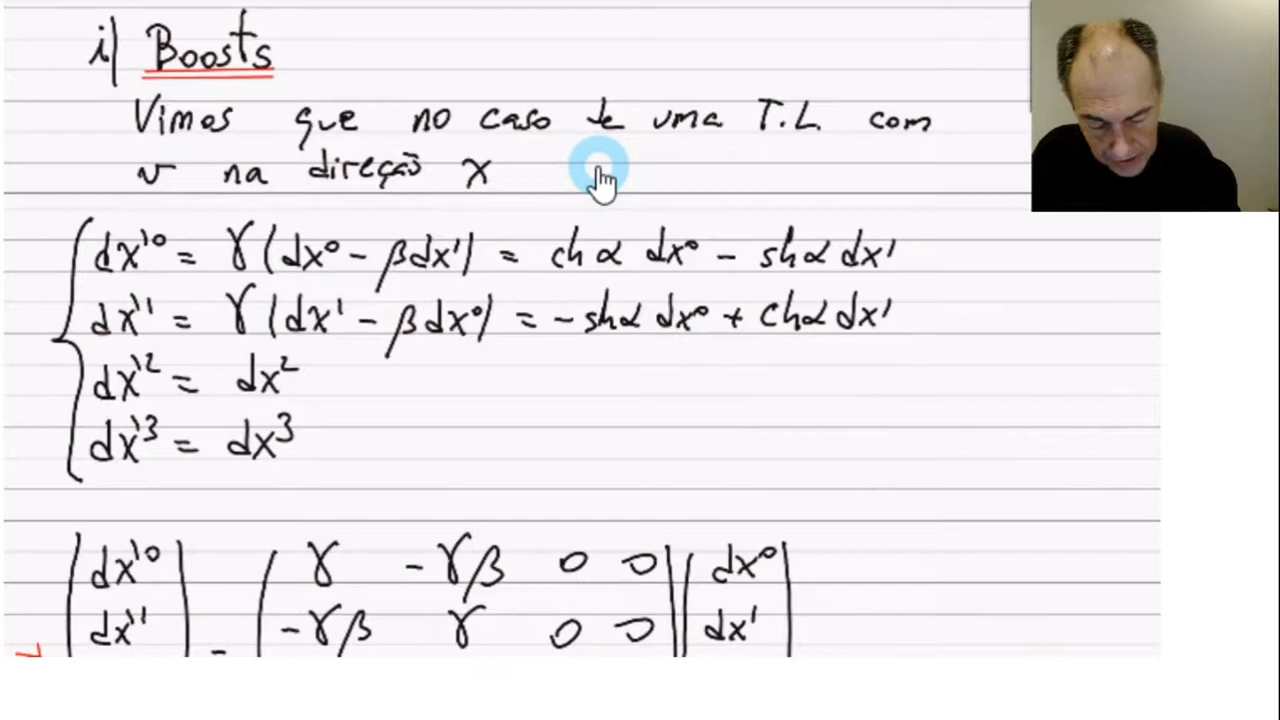 i) Boosts
Vimos que no caso de uma T.L. com
v na direção x
dx'⁰ = γ(dx⁰ - βdx¹) = chα dx⁰ - shα dx¹
dx'¹ = γ(dx¹ - βdx⁰) = -shα dx⁰ + chα dx¹
dx'² = dx²
dx'³ = dx³
dx'⁰ γ -γβ 0 0 dx⁰
dx'¹ = -γβ γ 0 0 dx¹